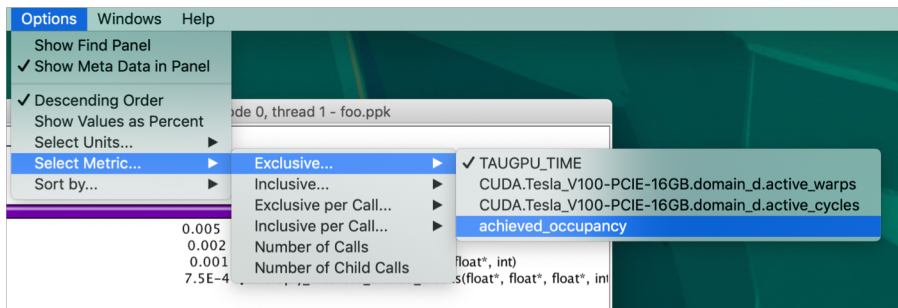 Options Windows Help
Show Find Panel
✓ Show Meta Data in Panel
✓ Descending Order
Show Values as Percent
Select Units...
Select Metric...
Sort by...
ode 0, thread 1 - foo.ppk
Exclusive...
Inclusive...
Exclusive per Call...
Inclusive per Call...
Number of Calls
Number of Child Calls
✓ TAUGPU_TIME
CUDA.Tesla_V100-PCIE-16GB.domain_d.active_warps
CUDA.Tesla_V100-PCIE-16GB.domain_d.active_cycles
achieved_occupancy
0.005
0.002
0.001 float*, int)
7.5E-4 s(float*, float*, float*, int